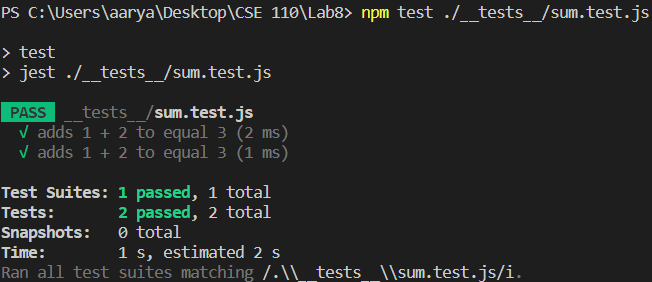 PS C:\Users\aarya\Desktop\CSE 110\Lab8> npm test ./__tests__/sum.test.js
> test
> jest ./__tests__/sum.test.js
PASS __tests__/sum.test.js
√ adds 1 + 2 to equal 3 (2 ms)
√ adds 1 + 2 to equal 3 (1 ms)
Test Suites: 1 passed, 1 total
Tests:       2 passed, 2 total
Snapshots:   0 total
Time:        1 s, estimated 2 s
Ran all test suites matching /.\\__tests__\\sum.test.js/i.